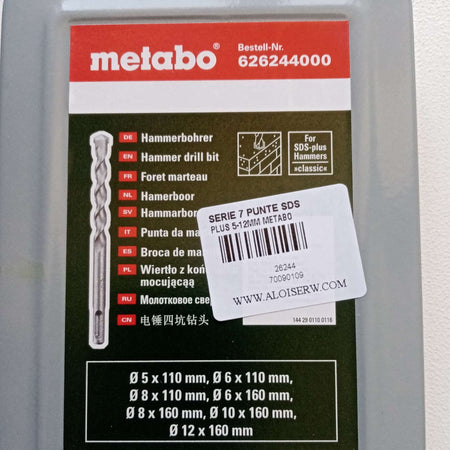 metabo®
Bestell-Nr.
626244000
DE Hammerbohrer
EN Hammer drill bit
FR Foret marteau
NL Hamerboor
SV Hammarbor
IT Punta da ma
ES Broca de ma
PL Wiertło z koń
mocującą
RU Молотковое свер
CN 电锤四坑钻头
For
SDS-plus
Hammers
»classic«
SERIE 7 PUNTE SDS
PLUS 5-12MM METABO
26244
70090109
WWW.ALOISERW.COM
144 29 0110 0116
Ø 5 x 110 mm, Ø 6 x 110 mm,
Ø 8 x 110 mm, Ø 6 x 160 mm,
Ø 8 x 160 mm, Ø 10 x 160 mm,
Ø 12 x 160 mm